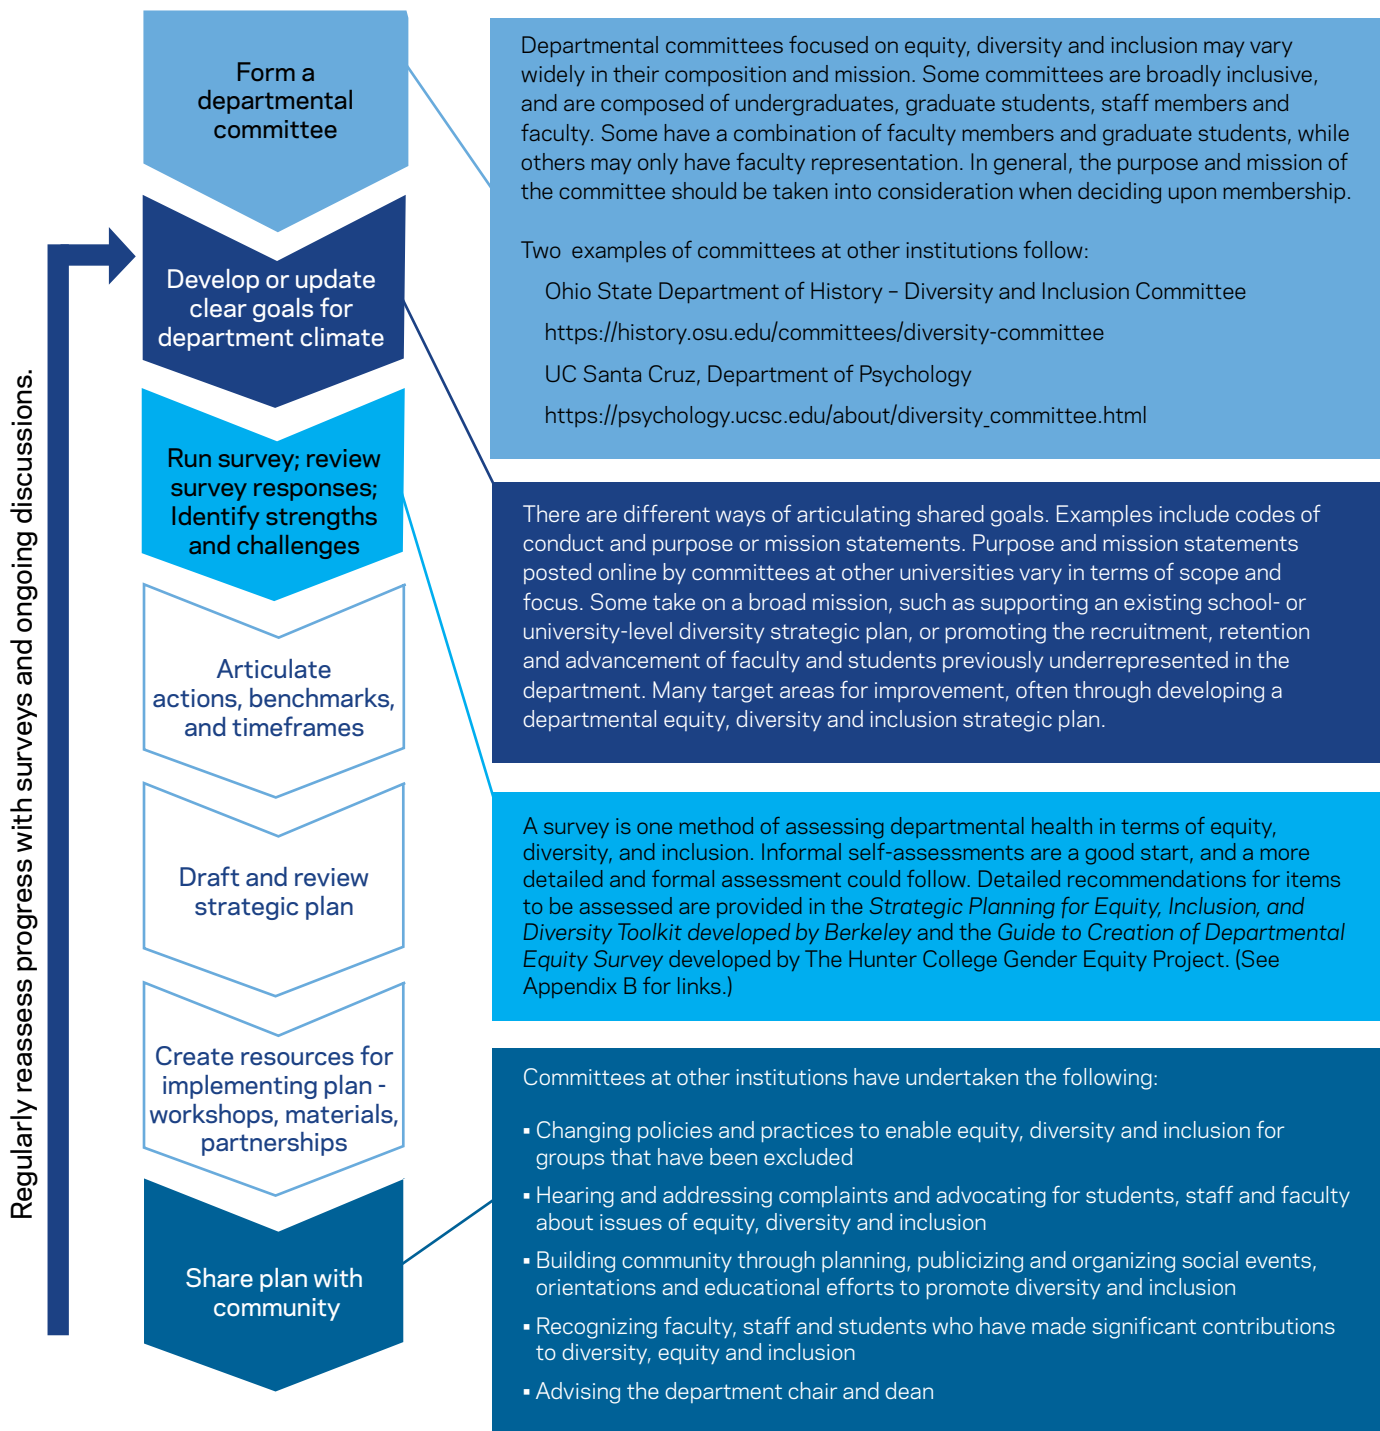 Form a
departmental
committee
Develop or update
clear goals for
department climate
Run survey; review
survey responses;
Identify strengths
and challenges
Articulate
actions, benchmarks,
and timeframes
Draft and review
strategic plan
Create resources for
implementing plan -
workshops, materials,
partnerships
Share plan with
community
Regularly reassess progress with surveys and ongoing discussions.
Departmental committees focused on equity, diversity and inclusion may vary
widely in their composition and mission. Some committees are broadly inclusive,
and are composed of undergraduates, graduate students, staff members and
faculty. Some have a combination of faculty members and graduate students, while
others may only have faculty representation. In general, the purpose and mission of
the committee should be taken into consideration when deciding upon membership.
Two examples of committees at other institutions follow:
Ohio State Department of History – Diversity and Inclusion Committee
https://history.osu.edu/committees/diversity-committee
UC Santa Cruz, Department of Psychology
https://psychology.ucsc.edu/about/diversity_committee.html
There are different ways of articulating shared goals. Examples include codes of
conduct and purpose or mission statements. Purpose and mission statements
posted online by committees at other universities vary in terms of scope and
focus. Some take on a broad mission, such as supporting an existing school- or
university-level diversity strategic plan, or promoting the recruitment, retention
and advancement of faculty and students previously underrepresented in the
department. Many target areas for improvement, often through developing a
departmental equity, diversity and inclusion strategic plan.
A survey is one method of assessing departmental health in terms of equity,
diversity, and inclusion. Informal self-assessments are a good start, and a more
detailed and formal assessment could follow. Detailed recommendations for items
to be assessed are provided in the Strategic Planning for Equity, Inclusion, and
Diversity Toolkit developed by Berkeley and the Guide to Creation of Departmental
Equity Survey developed by The Hunter College Gender Equity Project. (See
Appendix B for links.)
Committees at other institutions have undertaken the following:
▪ Changing policies and practices to enable equity, diversity and inclusion for
groups that have been excluded
▪ Hearing and addressing complaints and advocating for students, staff and faculty
about issues of equity, diversity and inclusion
▪ Building community through planning, publicizing and organizing social events,
orientations and educational efforts to promote diversity and inclusion
▪ Recognizing faculty, staff and students who have made significant contributions
to diversity, equity and inclusion
▪ Advising the department chair and dean